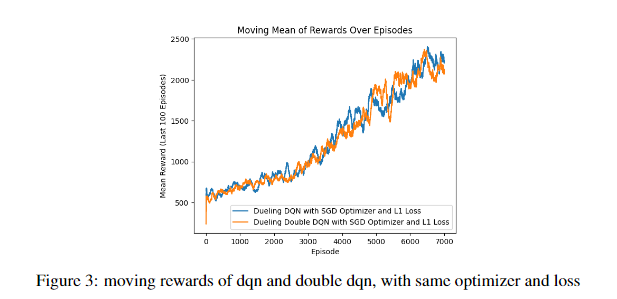 Moving Mean of Rewards Over Episodes
2500
2000
1500
1000
500
Mean Reward (Last 100 Episodes)
0 1000 2000 3000 4000 5000 6000 7000
Episode
Dueling DQN with SGD Optimizer and L1 Loss
Dueling Double DQN with SGD Optimizer and L1 Loss
Figure 3: moving rewards of dqn and double dqn, with same optimizer and loss